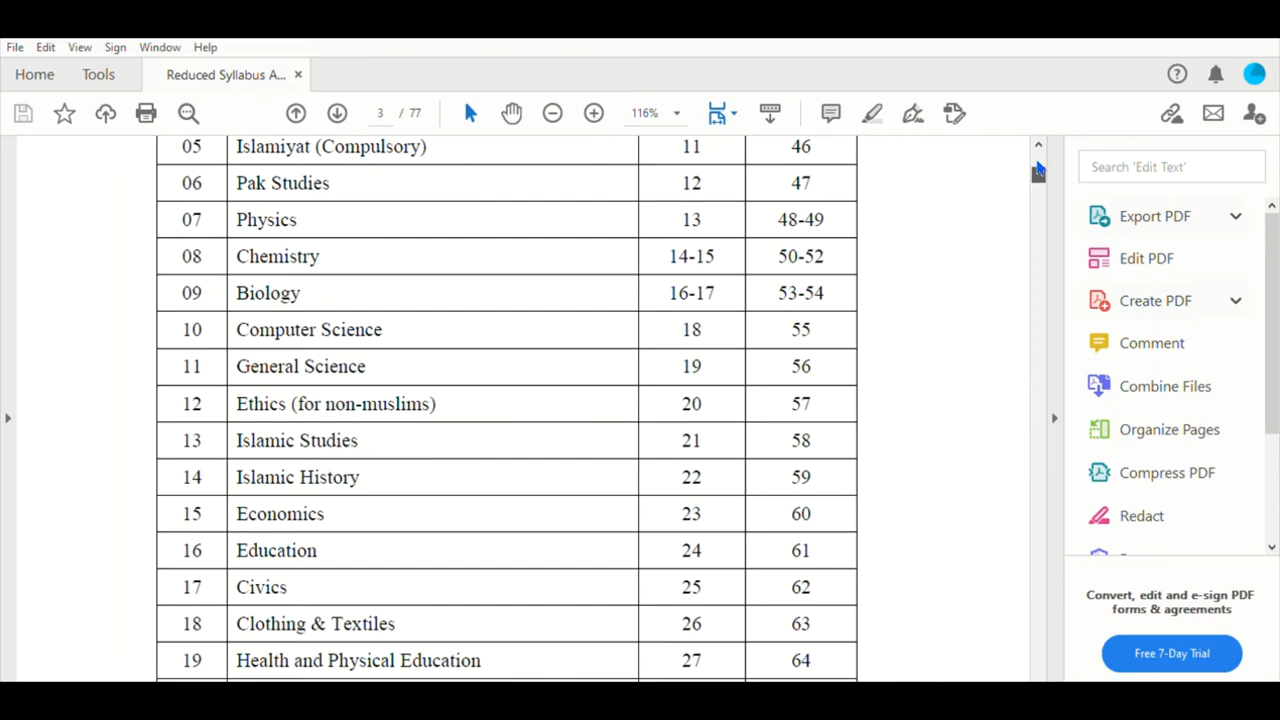 File Edit View Sign Window Help
Home Tools Reduced Syllabus A... ×
3 / 77 116%
05 Islamiyat (Compulsory) 11 46
06 Pak Studies 12 47
07 Physics 13 48-49
08 Chemistry 14-15 50-52
09 Biology 16-17 53-54
10 Computer Science 18 55
11 General Science 19 56
12 Ethics (for non-muslims) 20 57
13 Islamic Studies 21 58
14 Islamic History 22 59
15 Economics 23 60
16 Education 24 61
17 Civics 25 62
18 Clothing & Textiles 26 63
19 Health and Physical Education 27 64
Search 'Edit Text'
Export PDF
Edit PDF
Create PDF
Comment
Combine Files
Organize Pages
Compress PDF
Redact
Convert, edit and e-sign PDF
forms & agreements
Free 7-Day Trial